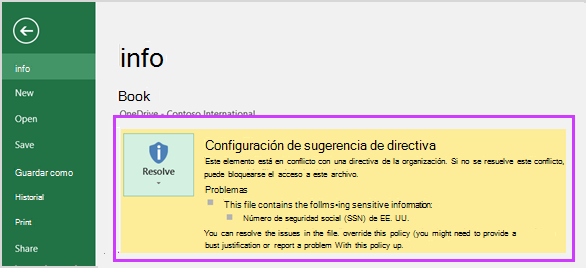 info
info
New
Open
Save
Guardar como
Historial
Print
Share
Book
OneDrive - Contoso International
Resolve
Configuración de sugerencia de directiva
Este elemento está en conflicto con una directiva de la organización. Si no se resuelve este conflicto,
puede bloquearse el acceso a este archivo.
Problemas
This file contains the follms•ing sensitive information:
Número de seguridad social (SSN) de EE. UU.
You can resolve the issues in the file. override this policy (you might need to provide a
bust justification or report a problem With this policy up.